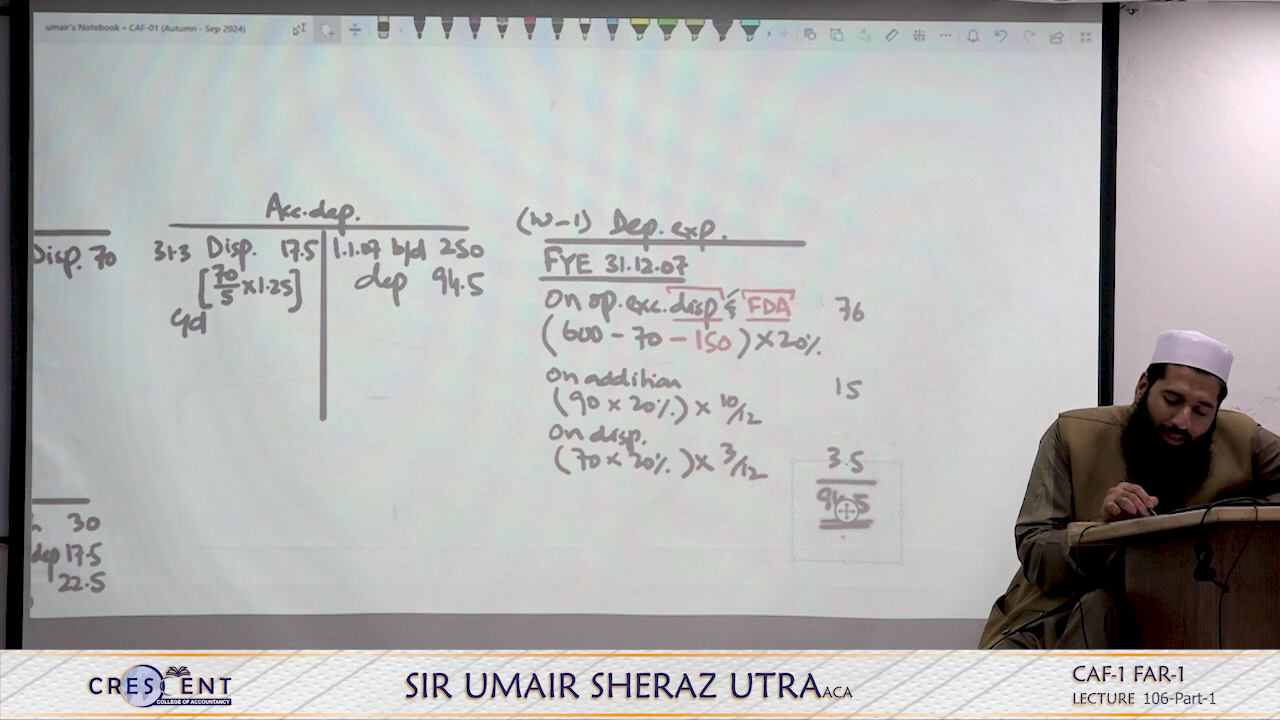 umair's Notebook » CAF-01 (Autumn - Sep 2024)
Disp. 70
Acc. dep.
31.3 Disp. 17.5
[70/5 x 1.25]
1.1.07 b/d 250
dep 94.5
(W-1) Dep. exp.
FYE 31.12.07
On op. exc. disp & FDA 76
(600 - 70 - 150) x 20%
On addition 15
(90 x 20%) x 10/12
On disp.
(70 x 20%) x 3/12 3.5
94.5
30
dep 17.5
22.5
CRESCENT
COLLEGE OF ACCOUNTANCY
SIR UMAIR SHERAZ UTRA ACA
CAF-1 FAR-1
LECTURE 106-Part-1